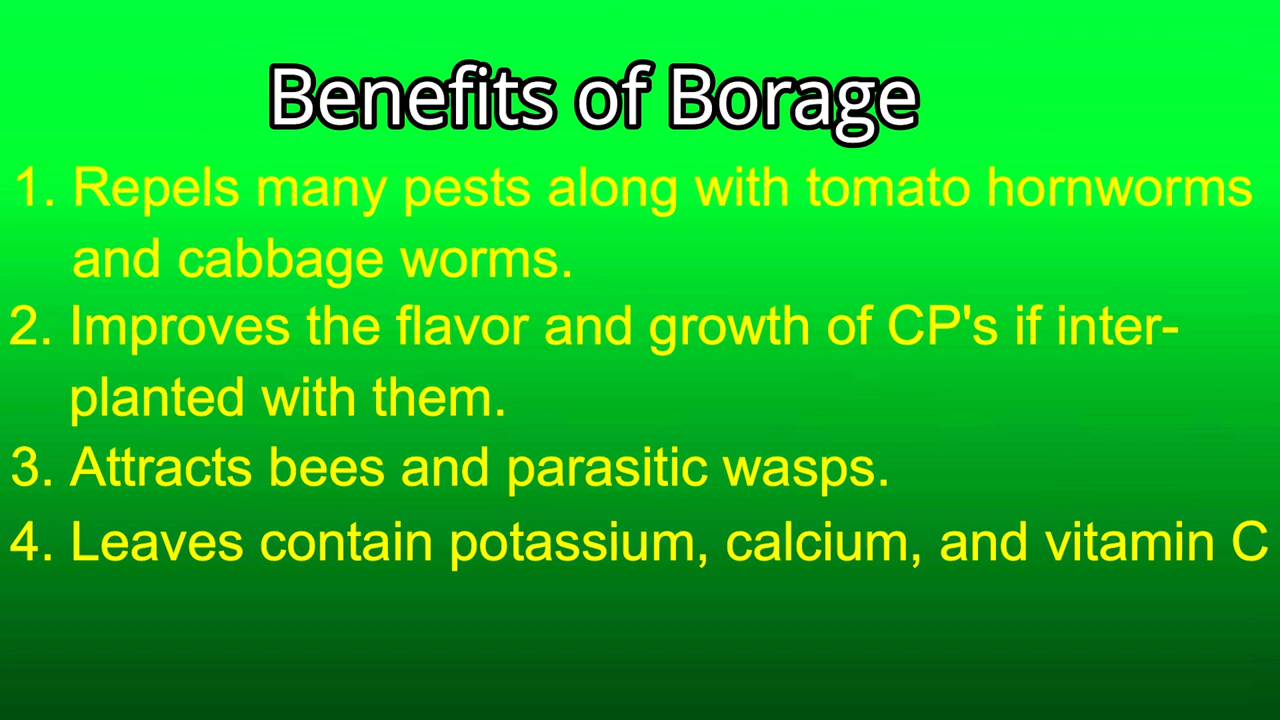 Benefits of Borage
1. Repels many pests along with tomato hornworms
and cabbage worms.
2. Improves the flavor and growth of CP's if inter-
planted with them.
3. Attracts bees and parasitic wasps.
4. Leaves contain potassium, calcium, and vitamin C